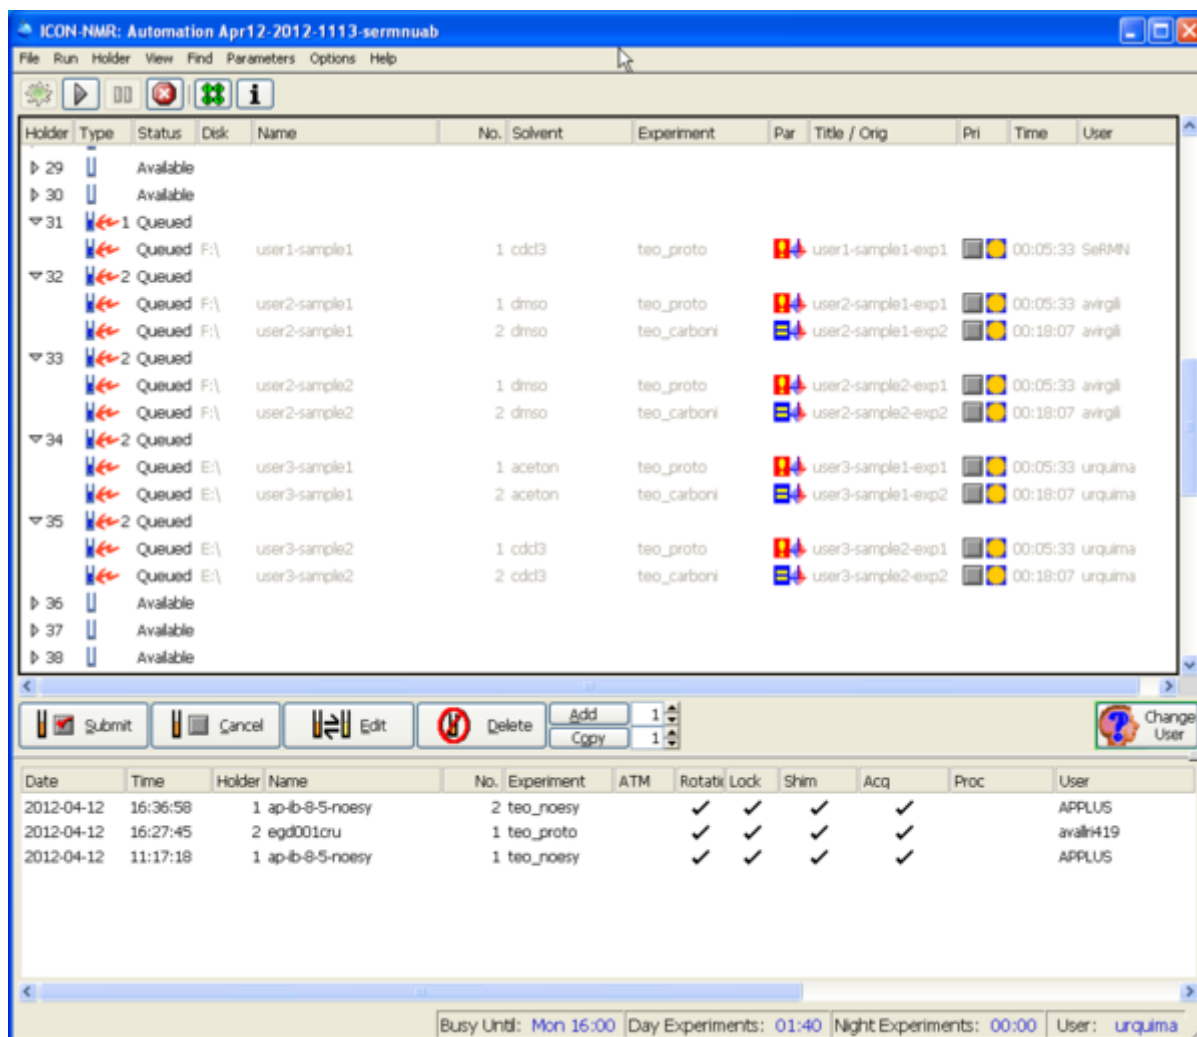 ICON-NMR: Automation Apr12-2012-1113-sermnuab
File Run Holder View Find Parameters Options Help
Holder Type Status Disk Name No. Solvent Experiment Par Title / Orig Pri Time User
29 Available
30 Available
31 1 Queued
Queued F:\ user1-sample1 1 cdcl3 teo_proto user1-sample1-exp1 00:05:33 SeRMN
32 2 Queued
Queued F:\ user2-sample1 1 dmso teo_proto user2-sample1-exp1 00:05:33 avirgili
Queued F:\ user2-sample1 2 dmso teo_carboni user2-sample1-exp2 00:18:07 avirgili
33 2 Queued
Queued F:\ user2-sample2 1 dmso teo_proto user2-sample2-exp1 00:05:33 avirgili
Queued F:\ user2-sample2 2 dmso teo_carboni user2-sample2-exp2 00:18:07 avirgili
34 2 Queued
Queued E:\ user3-sample1 1 aceton teo_proto user3-sample1-exp1 00:05:33 urquima
Queued E:\ user3-sample1 2 aceton teo_carboni user3-sample1-exp2 00:18:07 urquima
35 2 Queued
Queued E:\ user3-sample2 1 cdcl3 teo_proto user3-sample2-exp1 00:05:33 urquima
Queued E:\ user3-sample2 2 cdcl3 teo_carboni user3-sample2-exp2 00:18:07 urquima
36 Available
37 Available
38 Available
Submit Cancel Edit Delete Add 1 Change User
Copy 1
Date Time Holder Name No. Experiment ATM Rotatic Lock Shim Acq Proc User
2012-04-12 16:36:58 1 ap-ib-8-5-noesy 2 teo_noesy APPLUS
2012-04-12 16:27:45 2 egd001cru 1 teo_proto avallri419
2012-04-12 11:17:18 1 ap-ib-8-5-noesy 1 teo_noesy APPLUS
Busy Until: Mon 16:00 Day Experiments: 01:40 Night Experiments: 00:00 User: urquima